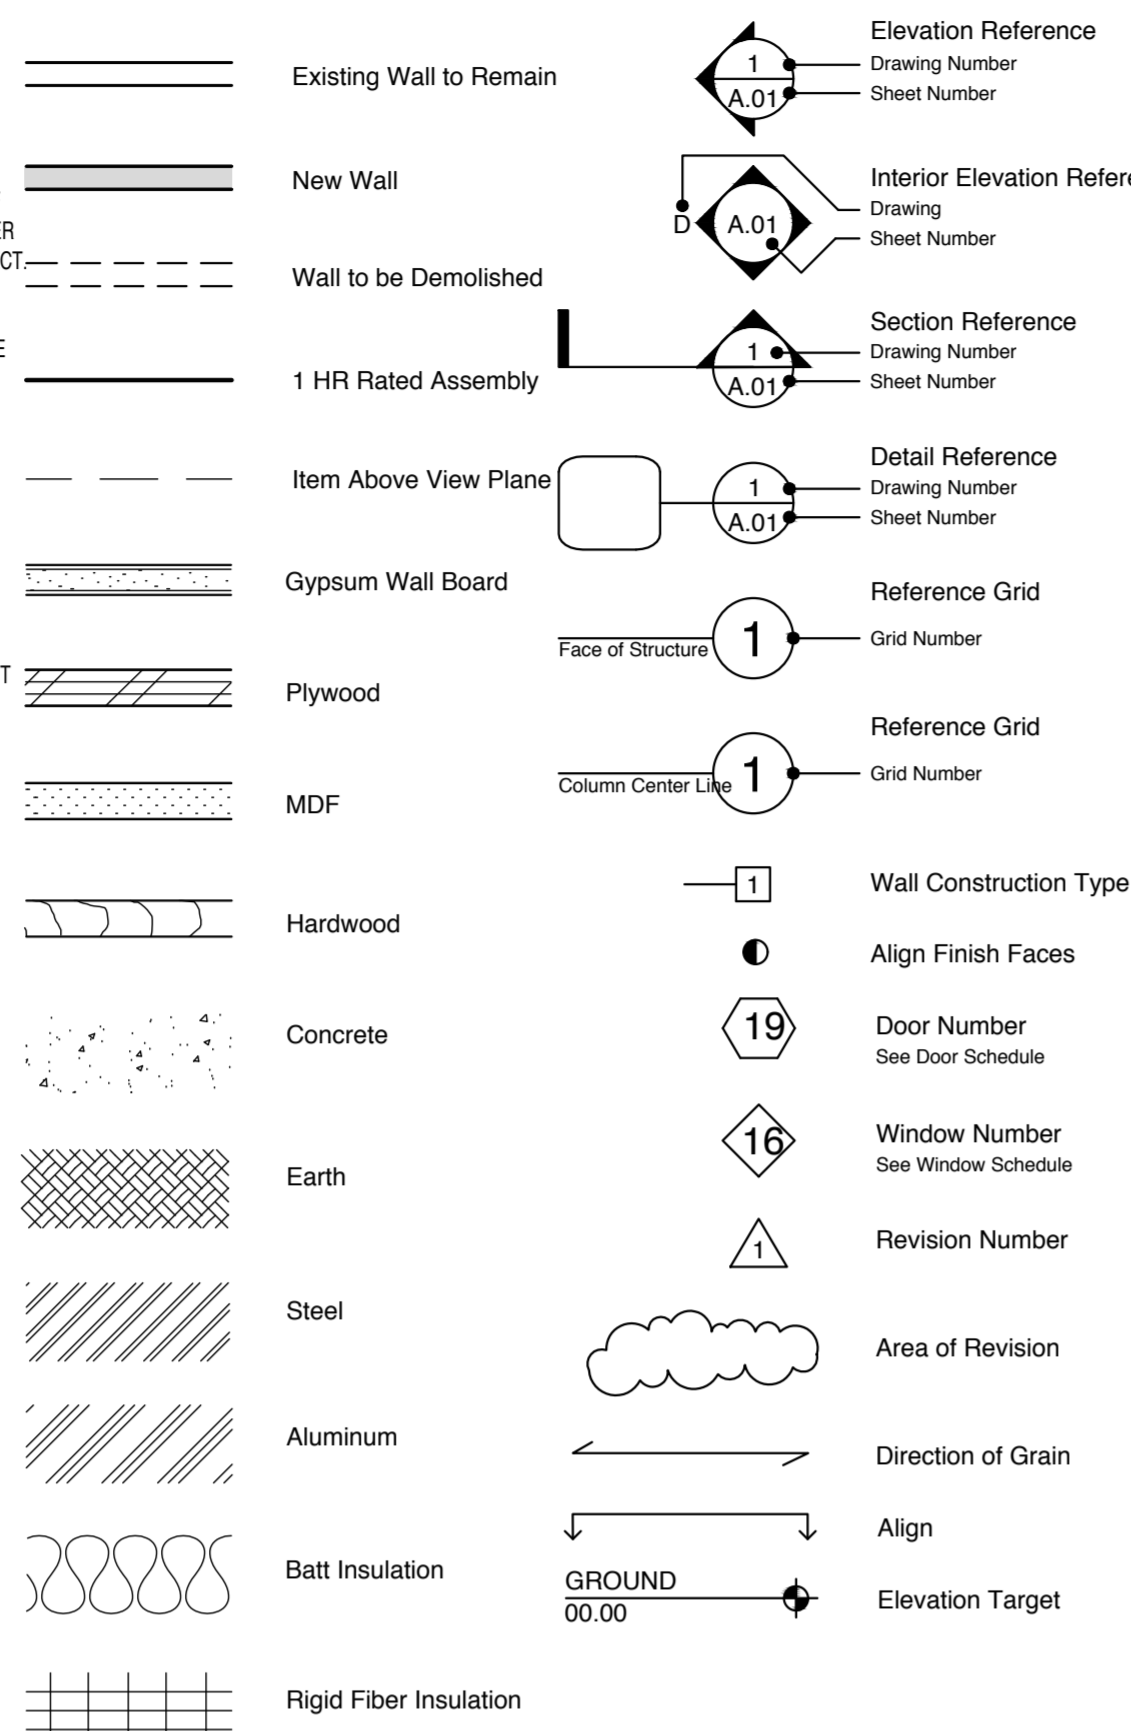 ER
CT.
E
T
Existing Wall to Remain
New Wall
Wall to be Demolished
1 HR Rated Assembly
Item Above View Plane
Gypsum Wall Board
Plywood
MDF
Hardwood
Concrete
Earth
Steel
Aluminum
Batt Insulation
Rigid Fiber Insulation
1
A.01
Elevation Reference
Drawing Number
Sheet Number
D
A.01
Interior Elevation Refere
Drawing
Sheet Number
1
A.01
Section Reference
Drawing Number
Sheet Number
1
A.01
Detail Reference
Drawing Number
Sheet Number
Face of Structure
1
Reference Grid
Grid Number
Column Center Line
1
Reference Grid
Grid Number
1
Wall Construction Type
Align Finish Faces
19
Door Number
See Door Schedule
16
Window Number
See Window Schedule
1
Revision Number
Area of Revision
Direction of Grain
Align
GROUND
00.00
Elevation Target